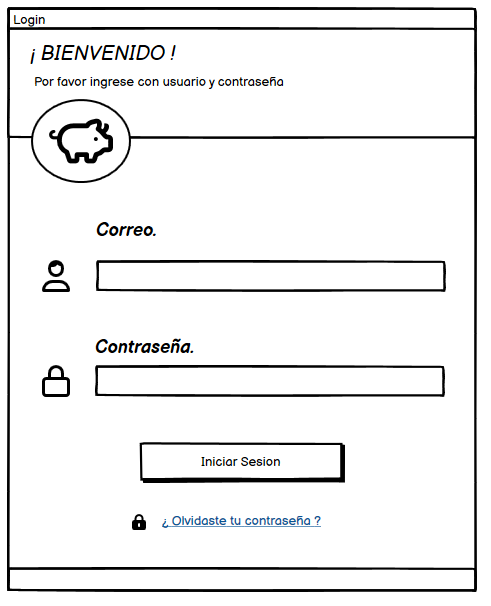 Login
¡ BIENVENIDO !
Por favor ingrese con usuario y contraseña
Correo.
Contraseña.
Iniciar Sesion
¿ Olvidaste tu contraseña ?